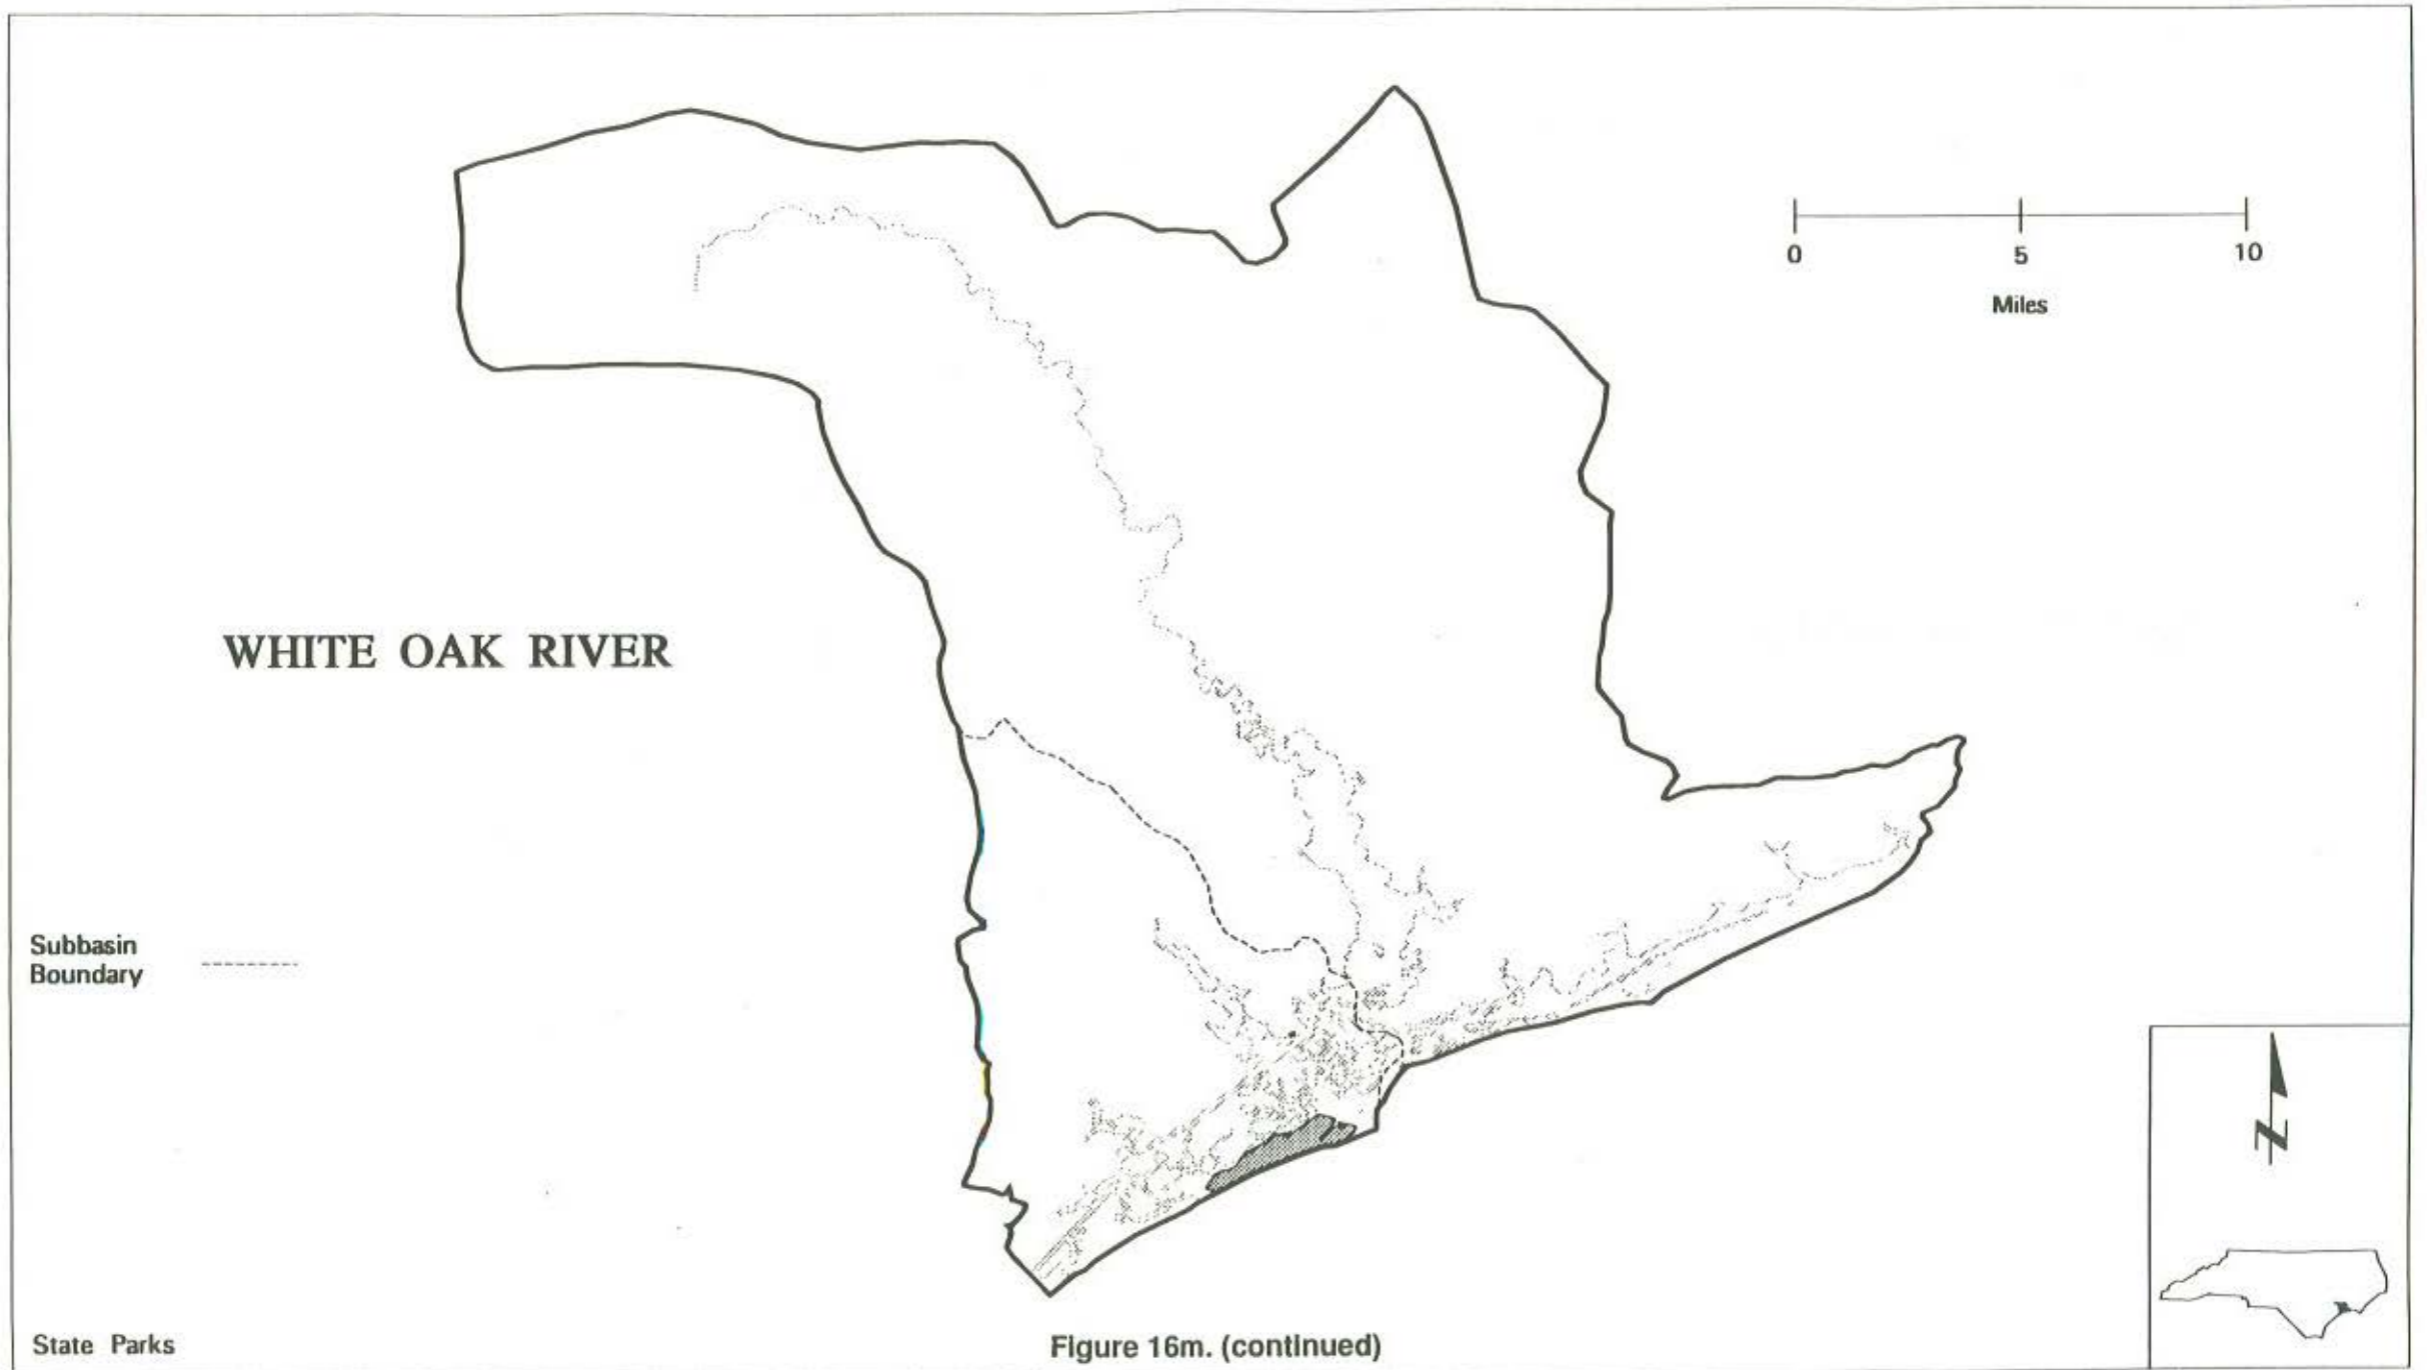 0 5 10
Miles
WHITE OAK RIVER
Subbasin
Boundary
N
State Parks
Figure 16m. (continued)